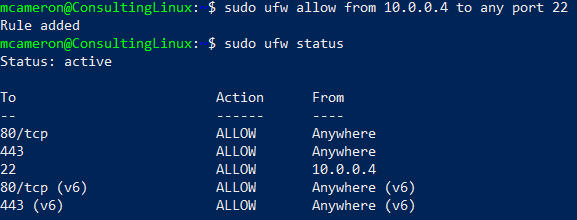 mcameron@ConsultingLinux:~$ sudo ufw allow from 10.0.0.4 to any port 22
Rule added
mcameron@ConsultingLinux:~$ sudo ufw status
Status: active
To                         Action      From
--                         ------      ----
80/tcp                     ALLOW       Anywhere
443                        ALLOW       Anywhere
22                         ALLOW       10.0.0.4
80/tcp (v6)                ALLOW       Anywhere (v6)
443 (v6)                   ALLOW       Anywhere (v6)